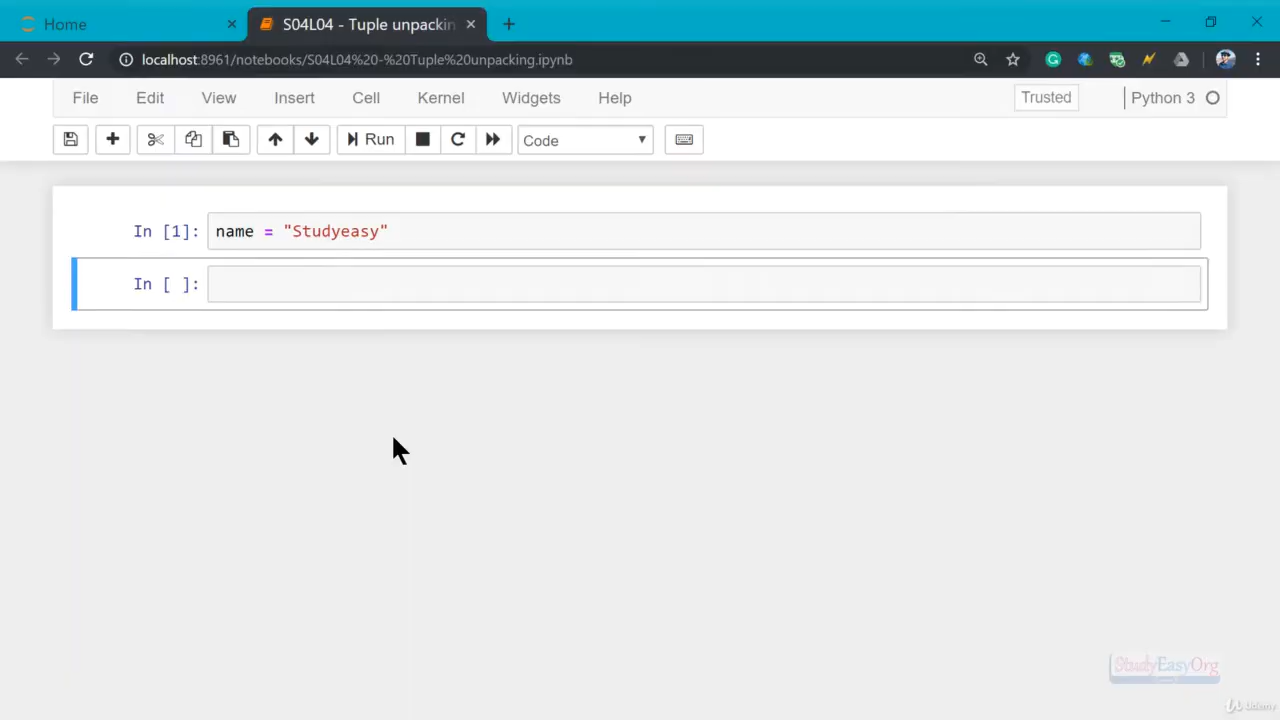 Home
S04L04 - Tuple unpackin
localhost:8961/notebooks/S04L04%20-%20Tuple%20unpacking.ipynb
File Edit View Insert Cell Kernel Widgets Help Trusted Python 3
Run Code
In [1]: name = "Studyeasy"
In [ ]:
StudyEasyOrg
Udemy